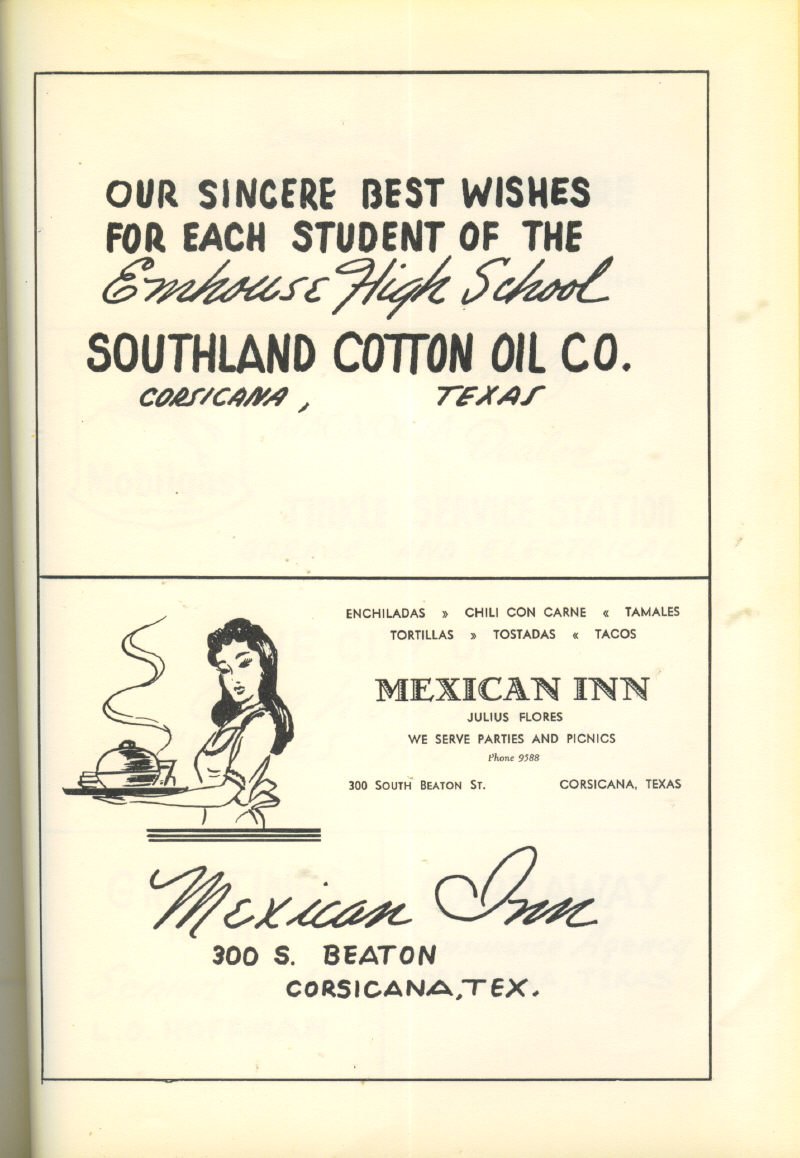 OUR SINCERE BEST WISHES
FOR EACH STUDENT OF THE
Emhouse High School
SOUTHLAND COTTON OIL CO.
CORSICANA, TEXAS
ENCHILADAS » CHILI CON CARNE « TAMALES
TORTILLAS » TOSTADAS « TACOS
MEXICAN INN
JULIUS FLORES
WE SERVE PARTIES AND PICNICS
Phone 9588
300 SOUTH BEATON ST. CORSICANA, TEXAS
Mexican Inn
300 S. BEATON
CORSICANA, TEX.